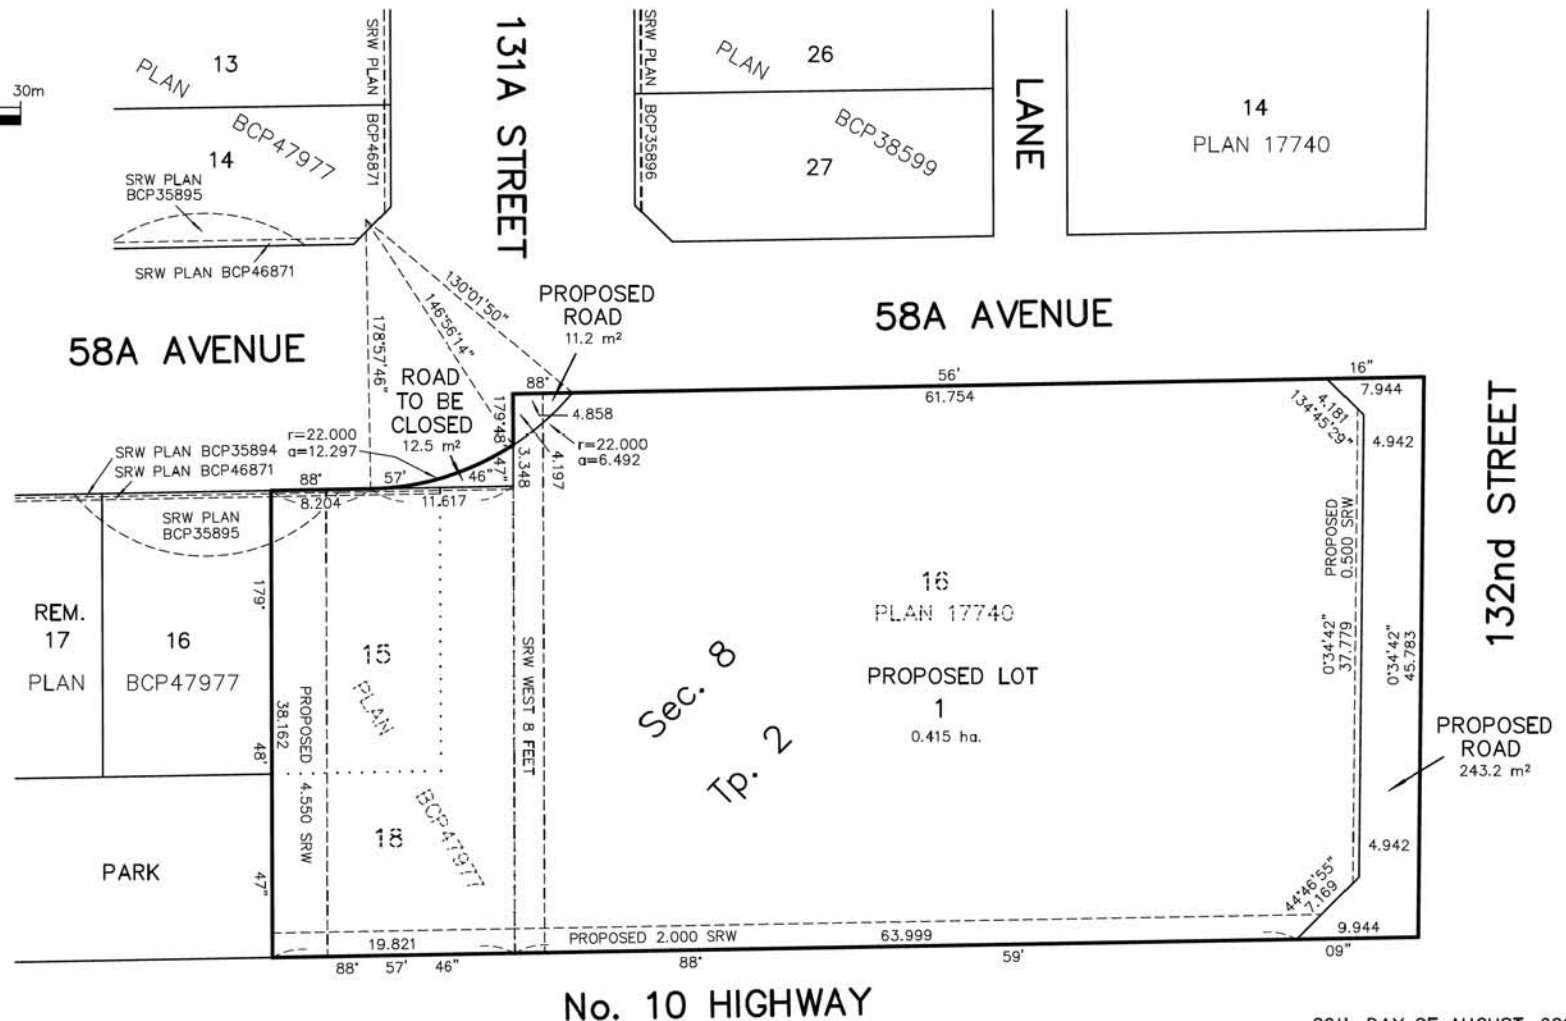 30m
13
PLAN
14
BCP47977
SRW PLAN
BCP35895
SRW PLAN BCP46871
SRW PLAN BCP46871
131A STREET
SRW PLAN BCP35896
PLAN
26
BCP38599
27
LANE
14
PLAN 17740
58A AVENUE
58A AVENUE
130°01'50"
146°56'14"
178°57'46"
PROPOSED
ROAD
11.2 m²
ROAD
TO BE
CLOSED
12.5 m²
r=22.000
a=12.297
SRW PLAN BCP35894
SRW PLAN BCP46871
88°
57'
46"
8.204
11.617
179°48'47"
3.348
88°
4.858
r=22.000
a=6.492
4.197
56'
61.754
16"
7.944
4.181
134°45'29"
4.942
132nd STREET
SRW PLAN
BCP35895
REM.
17
PLAN
16
BCP47977
PARK
179°
48'
47"
38.162
PROPOSED 4.550 SRW
15
PLAN
18
BCP47977
SRW WEST 8 FEET
Sec. 8
Tp. 2
16
PLAN 17740
PROPOSED LOT
1
0.415 ha.
PROPOSED
0.500 SRW
0°34'42"
37.779
0°34'42"
45.783
PROPOSED
ROAD
243.2 m²
4.942
44°46'55"
7.169
9.944
19.821
PROPOSED 2.000 SRW
63.999
88° 57' 46"
88°
59'
09"
No. 10 HIGHWAY